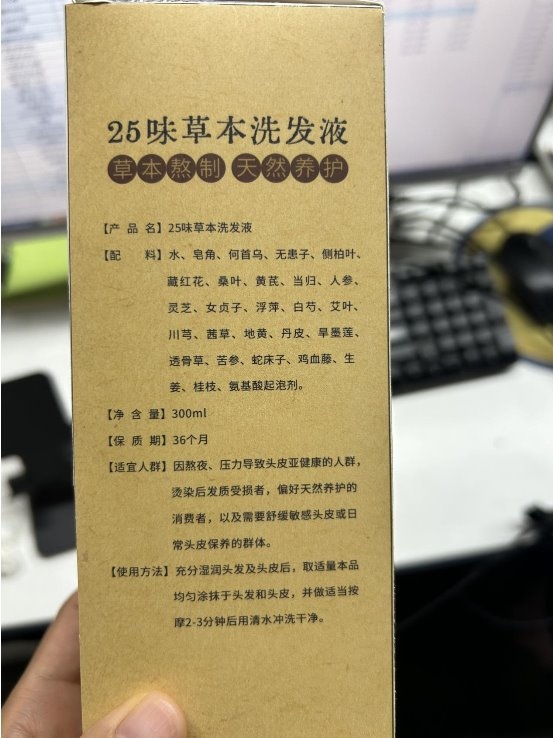 25味草本洗发液
草本熬制 天然养护
【产 品 名】25味草本洗发液
【配 料】水、皂角、何首乌、无患子、侧柏叶、
藏红花、桑叶、黄芪、当归、人参、
灵芝、女贞子、浮萍、白芍、艾叶、
川芎、茜草、地黄、丹皮、旱墨莲、
透骨草、苦参、蛇床子、鸡血藤、生
姜、桂枝、氨基酸起泡剂。
【净 含 量】300ml
【保 质 期】36个月
【适宜人群】因熬夜、压力导致头皮亚健康的人群,
烫染后发质受损者，偏好天然养护的
消费者，以及需要舒缓敏感头皮或日
常头皮保养的群体。
【使用方法】充分湿润头发及头皮后，取适量本品
均匀涂抹于头发和头皮，并做适当按
摩2-3分钟后用清水冲洗干净。